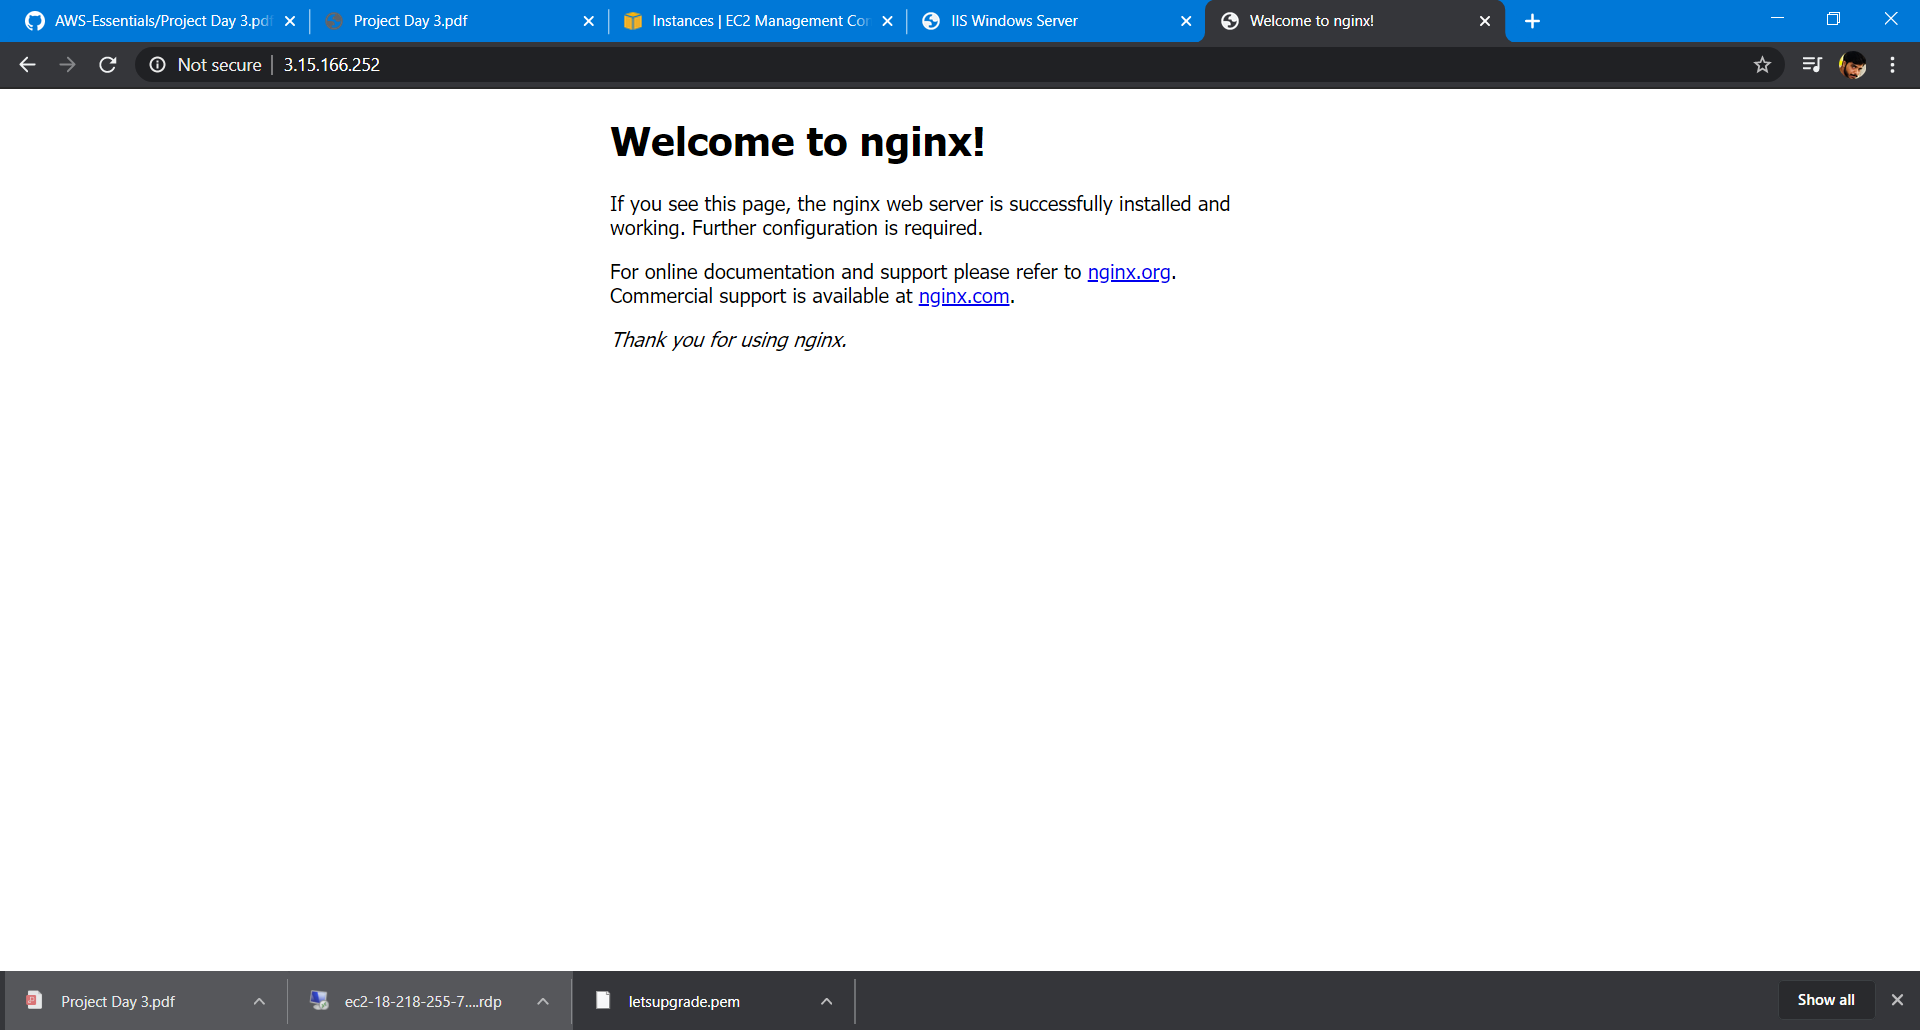 AWS-Essentials/Project Day 3.pdf
Project Day 3.pdf
Instances | EC2 Management Con
IIS Windows Server
Welcome to nginx!
Not secure
3.15.166.252
Welcome to nginx!
If you see this page, the nginx web server is successfully installed and
working. Further configuration is required.
For online documentation and support please refer to nginx.org.
Commercial support is available at nginx.com.
Thank you for using nginx.
Project Day 3.pdf
ec2-18-218-255-7....rdp
letsupgrade.pem
Show all